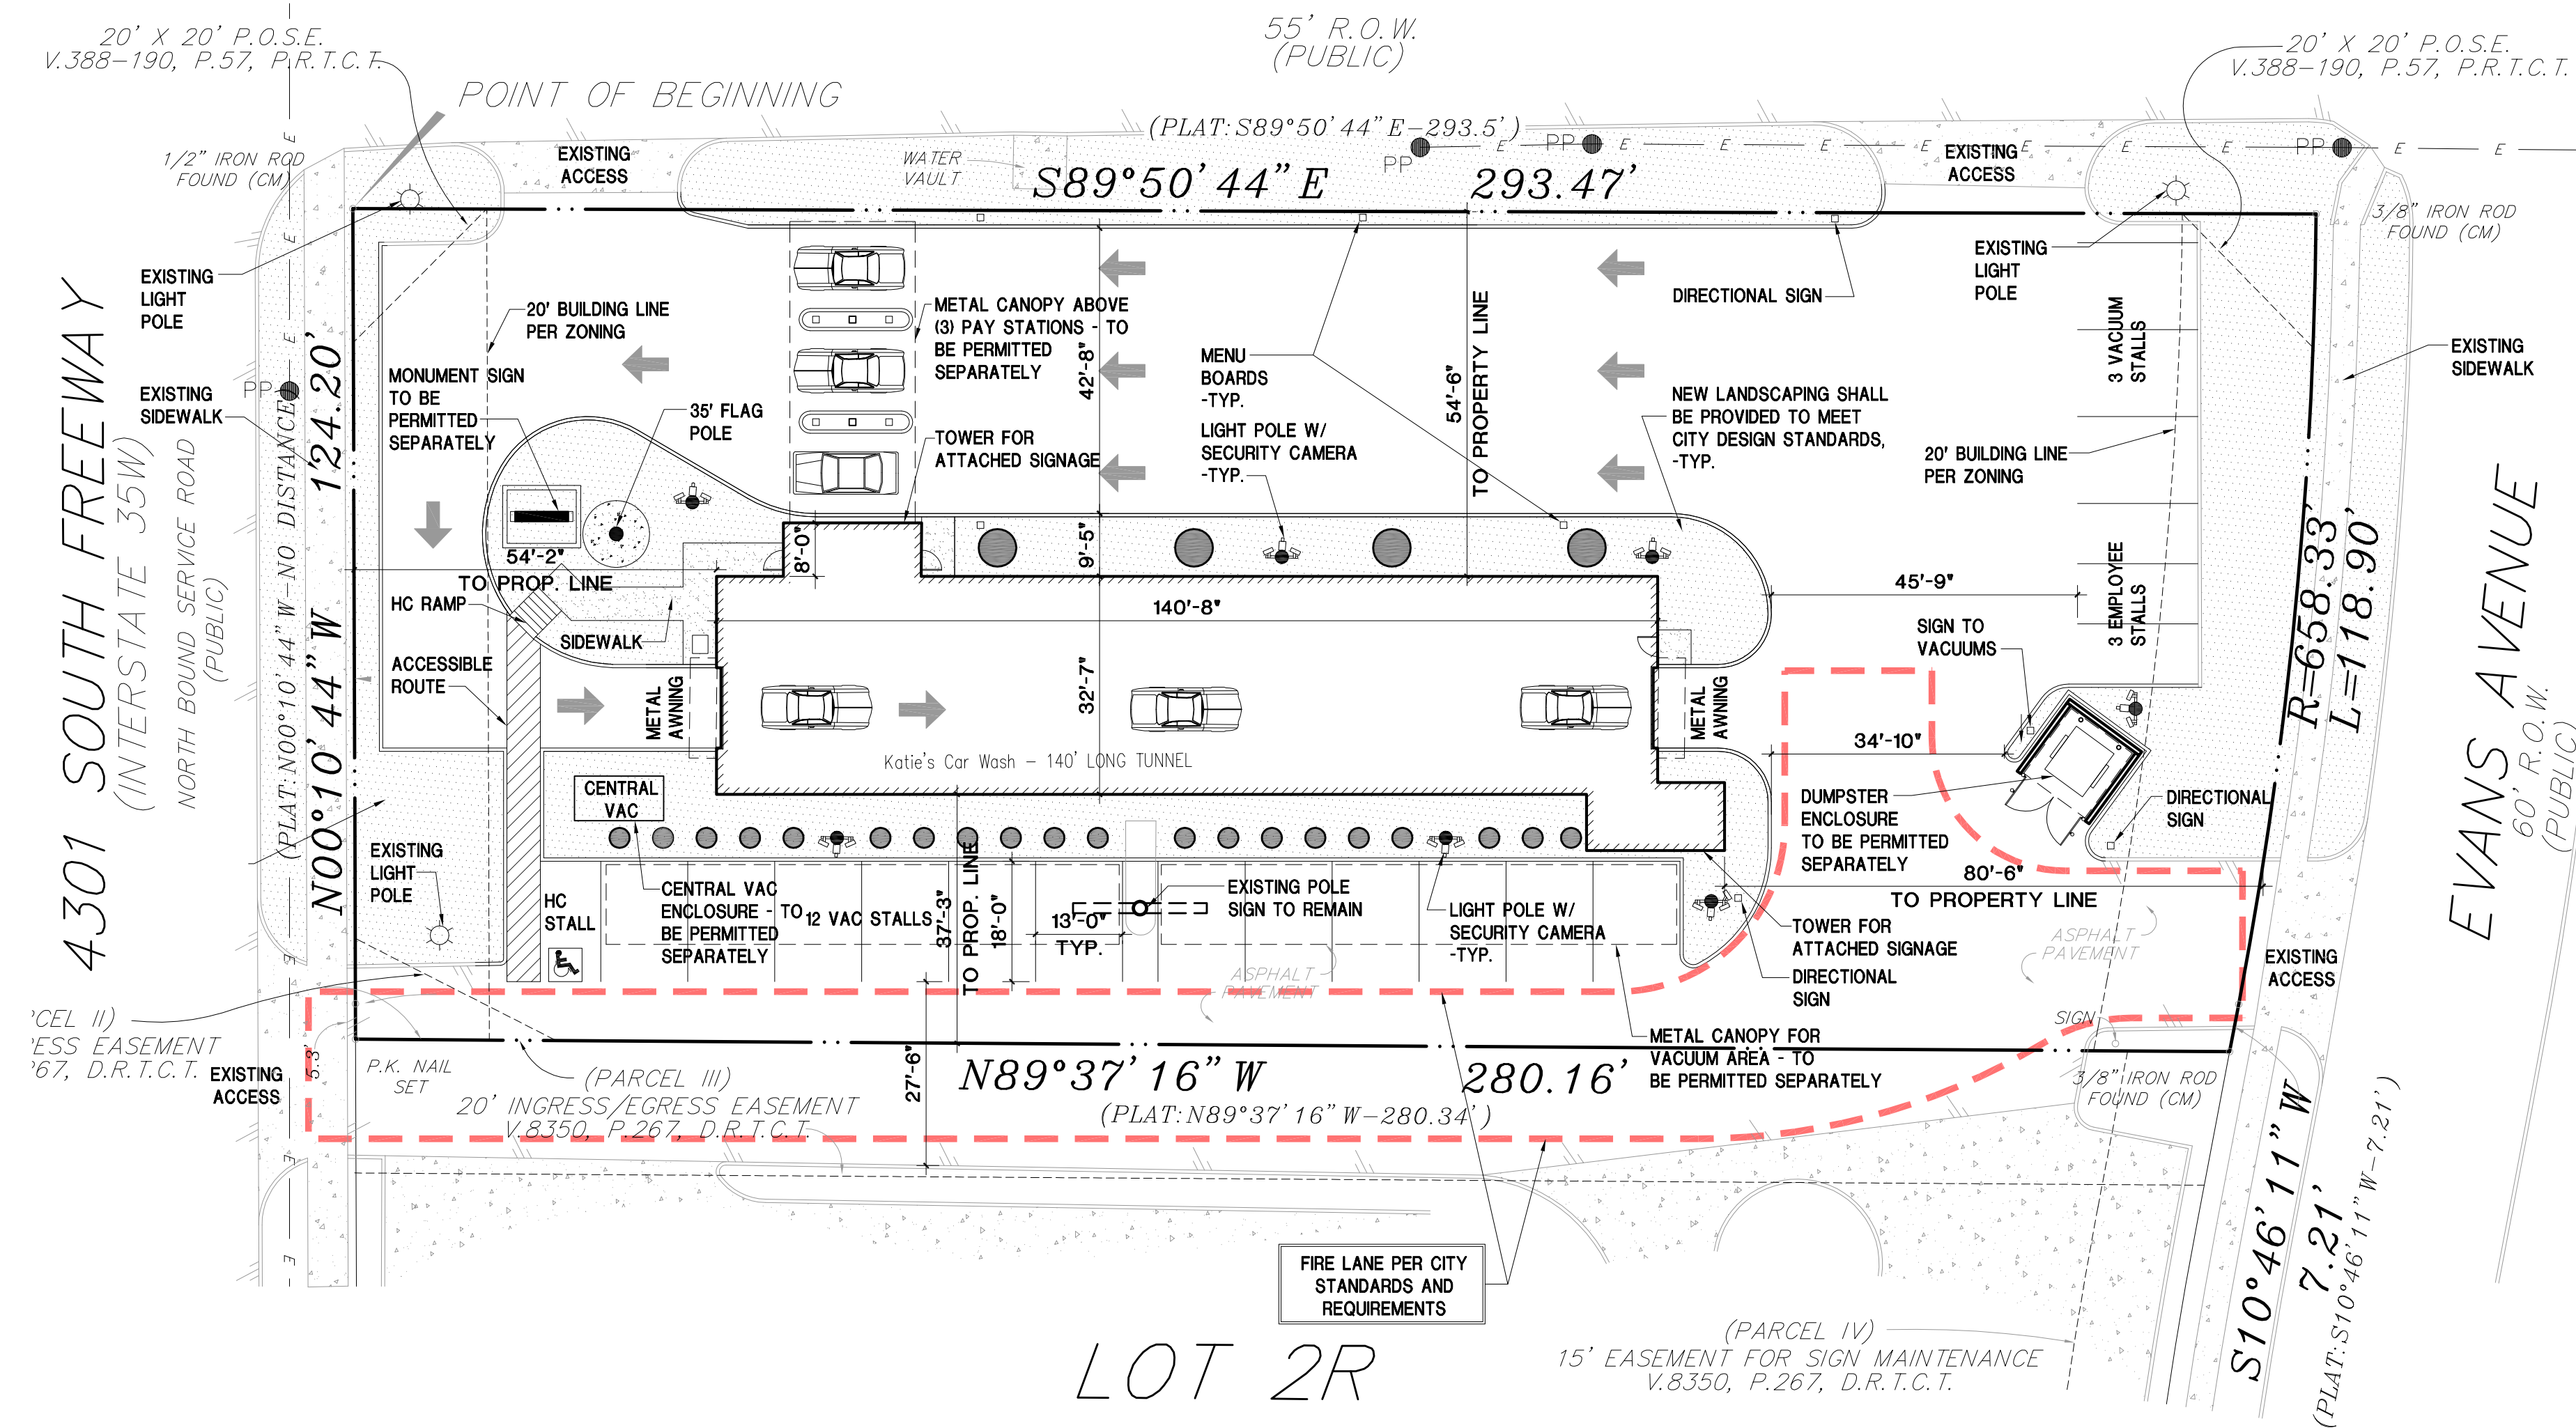 20' X 20' P.O.S.E.
V.388-190, P.57, P.R.T.C.T.
POINT OF BEGINNING
55' R.O.W.
(PUBLIC)
20' X 20' P.O.S.E.
V.388-190, P.57, P.R.T.C.T.
1/2" IRON ROD
FOUND (CM)
EXISTING
ACCESS
WATER
VAULT
(PLAT:S89°50'44"E-293.5')
S89°50'44"E 293.47'
PP
PP
PP
E E E E E E E E E
EXISTING
ACCESS
3/8" IRON ROD
FOUND (CM)
EXISTING
LIGHT
POLE
EXISTING
SIDEWALK
PP
4301 SOUTH FREEWAY
(INTERSTATE 35W)
NORTH BOUND SERVICE ROAD
(PUBLIC)
(PLAT:N00°10'44"W-NO DISTANCE)
N00°10'44"W 124.20'
E E E E E E E
20' BUILDING LINE
PER ZONING
MONUMENT SIGN
TO BE
PERMITTED
SEPARATELY
35' FLAG
POLE
METAL CANOPY ABOVE
(3) PAY STATIONS - TO
BE PERMITTED
SEPARATELY
TOWER FOR
ATTACHED SIGNAGE
42'-8"
MENU
BOARDS
-TYP.
LIGHT POLE W/
SECURITY CAMERA
-TYP.
54'-6"
TO PROPERTY LINE
DIRECTIONAL SIGN
NEW LANDSCAPING SHALL
BE PROVIDED TO MEET
CITY DESIGN STANDARDS,
-TYP.
EXISTING
LIGHT
POLE
3 VACUUM
STALLS
20' BUILDING LINE
PER ZONING
EXISTING
SIDEWALK
54'-2"
TO PROP. LINE
8'-0"
9'-5"
HC RAMP
SIDEWALK
140'-8"
45'-9"
3 EMPLOYEE
STALLS
SIGN TO
VACUUMS
R=658.33'
L=118.90'
EVANS AVENUE
60' R.O.W.
(PUBLIC)
ACCESSIBLE
ROUTE
METAL
AWNING
32'-7"
METAL
AWNING
34'-10"
Katie's Car Wash – 140' LONG TUNNEL
CENTRAL
VAC
DUMPSTER
ENCLOSURE
TO BE PERMITTED
SEPARATELY
DIRECTIONAL
SIGN
EXISTING
LIGHT
POLE
HC
STALL
CENTRAL VAC
ENCLOSURE - TO
BE PERMITTED
SEPARATELY
12 VAC STALLS
37'-3"
TO PROP. LINE
18'-0"
13'-0"
TYP.
EXISTING POLE
SIGN TO REMAIN
LIGHT POLE W/
SECURITY CAMERA
-TYP.
80'-6"
TO PROPERTY LINE
TOWER FOR
ATTACHED SIGNAGE
DIRECTIONAL
SIGN
ASPHALT
PAVEMENT
ASPHALT
PAVEMENT
EXISTING
ACCESS
SIGN
'CEL II)
'ESS EASEMENT
'67, D.R.T.C.T.
EXISTING
ACCESS
5.3'
P.K. NAIL
SET
(PARCEL III)
20' INGRESS/EGRESS EASEMENT
V.8350, P.267, D.R.T.C.T.
27'-6"
N89°37'16"W 280.16'
(PLAT:N89°37'16"W-280.34')
METAL CANOPY FOR
VACUUM AREA - TO
BE PERMITTED SEPARATELY
3/8" IRON ROD
FOUND (CM)
S10°46'11"W
7.21'
(PLAT:S10°46'11"W-7.21')
FIRE LANE PER CITY
STANDARDS AND
REQUIREMENTS
(PARCEL IV)
15' EASEMENT FOR SIGN MAINTENANCE
V.8350, P.267, D.R.T.C.T.
LOT 2R